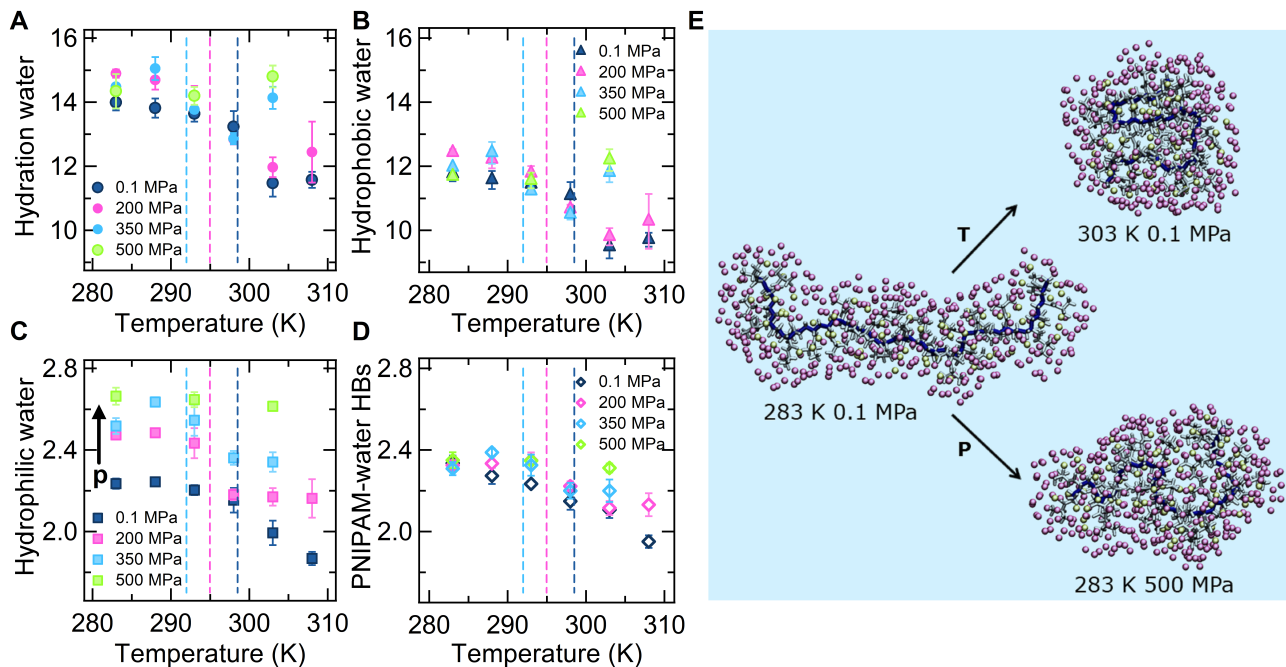 A
16
14
12
10
Hydration water
0.1 MPa
200 MPa
350 MPa
500 MPa
280
290
300
310
Temperature (K)
B
16
14
12
10
Hydrophobic water
0.1 MPa
200 MPa
350 MPa
500 MPa
280
290
300
310
Temperature (K)
C
2.8
2.4
2.0
Hydrophilic water
p
0.1 MPa
200 MPa
350 MPa
500 MPa
280
290
300
310
Temperature (K)
D
2.8
2.4
2.0
PNIPAM-water HBs
0.1 MPa
200 MPa
350 MPa
500 MPa
280
290
300
310
Temperature (K)
E
303 K 0.1 MPa
T
283 K 0.1 MPa
P
283 K 500 MPa